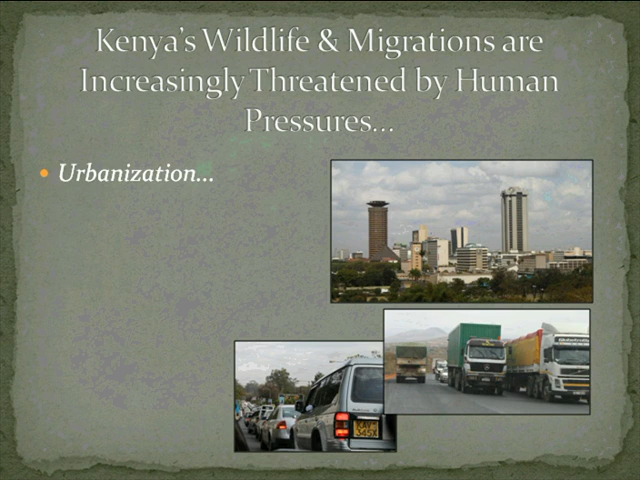 Kenya's Wildlife & Migrations are
Increasingly Threatened by Human
Pressures...
Urbanization...